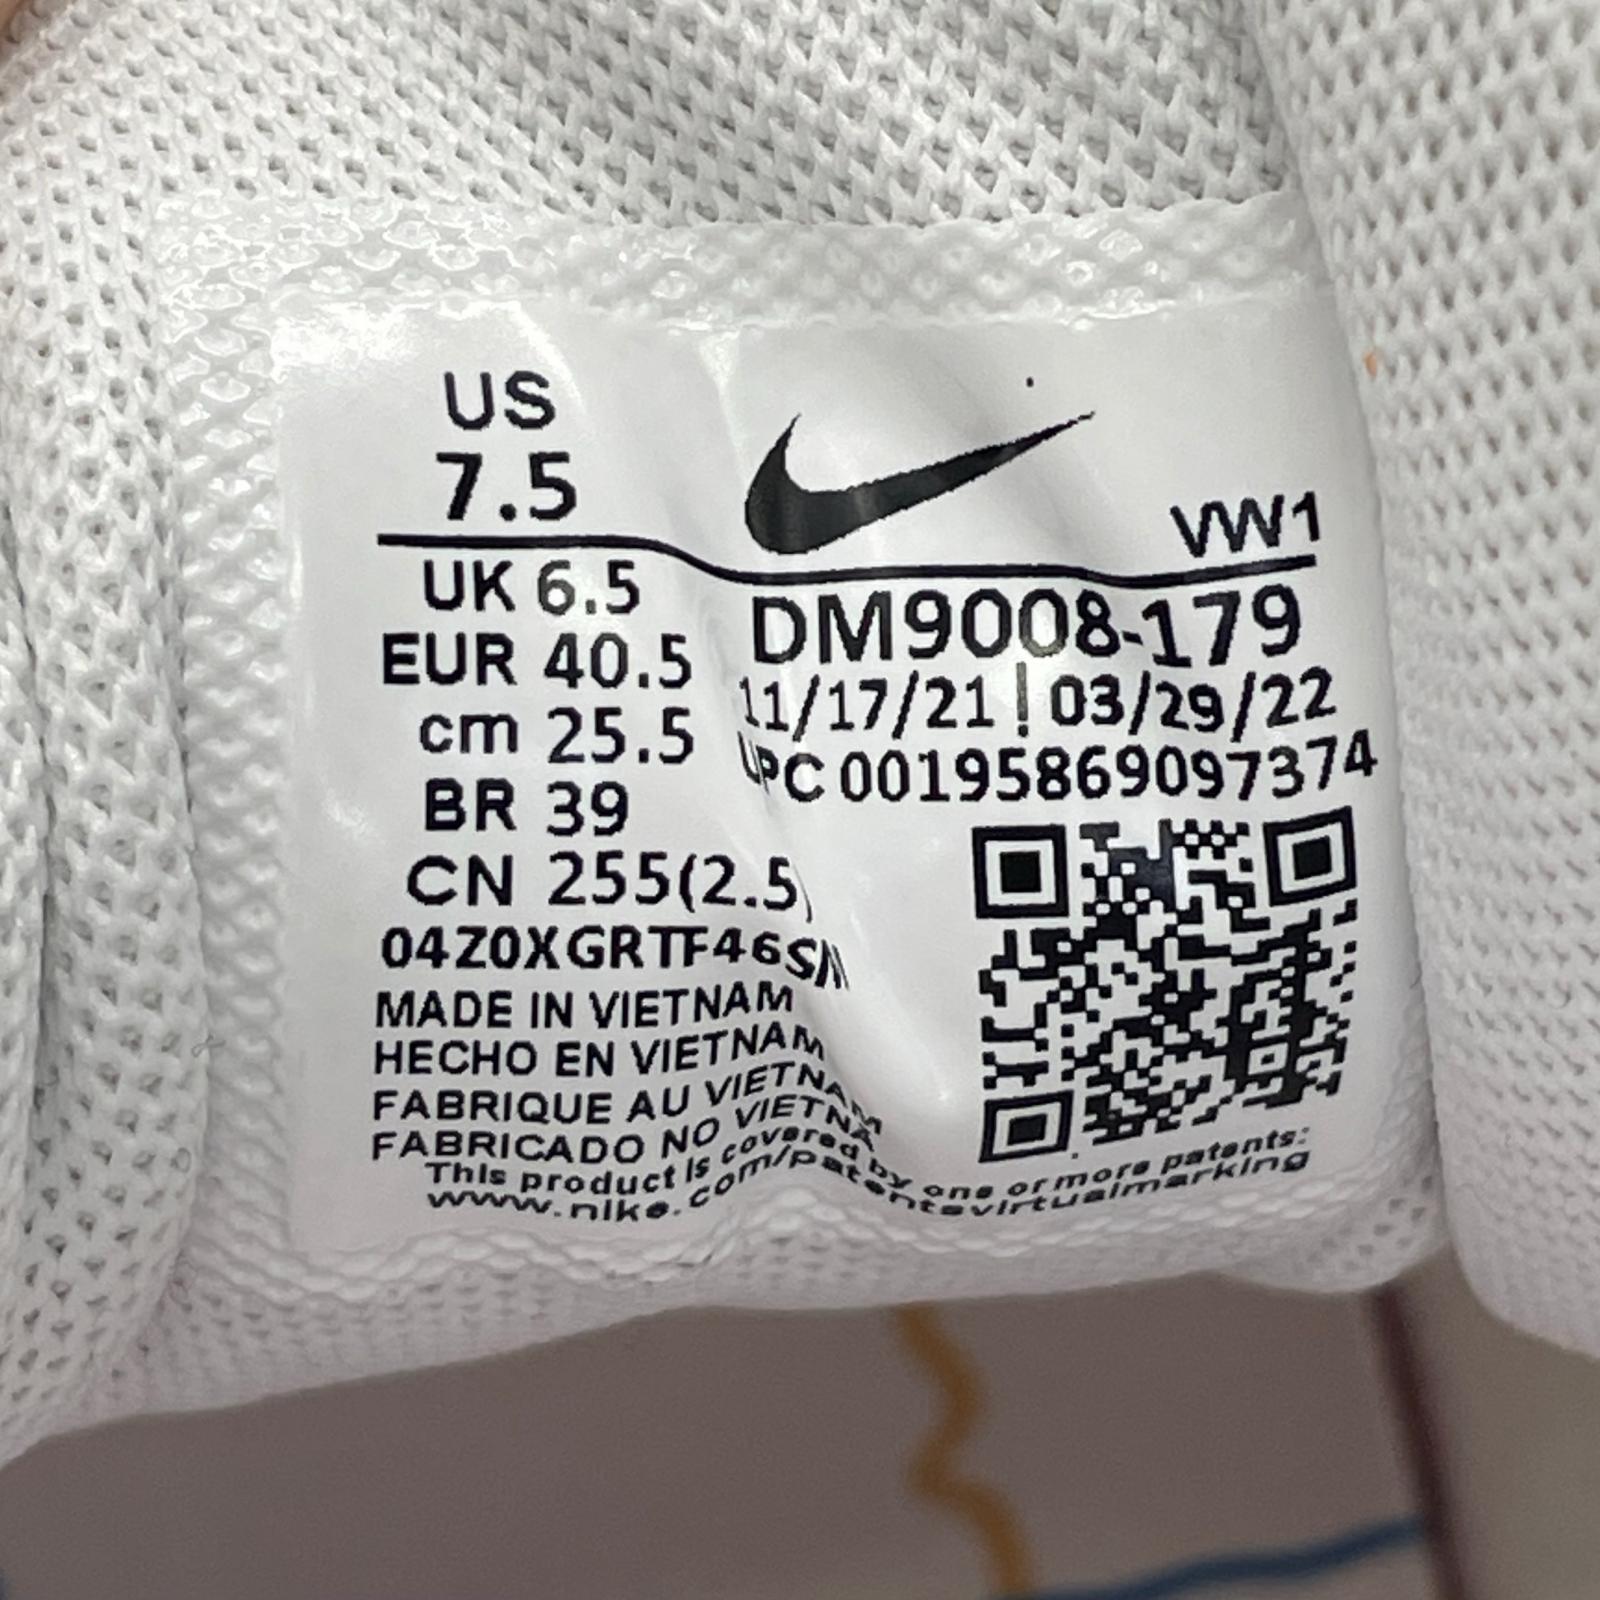 US
7.5
VW1
UK 6.5
EUR 40.5
cm 25.5
BR 39
CN 255(2.5)
DM9008-179
11/17/21 | 03/29/22
UPC 00195869097374
MADE IN VIETNAM
HECHO EN VIETNAM
FABRIQUE AU VIETNAM
FABRICADO NO VIETNA
This product is covered by one or more patents:
www.nike.com/patentsvirtualmarking